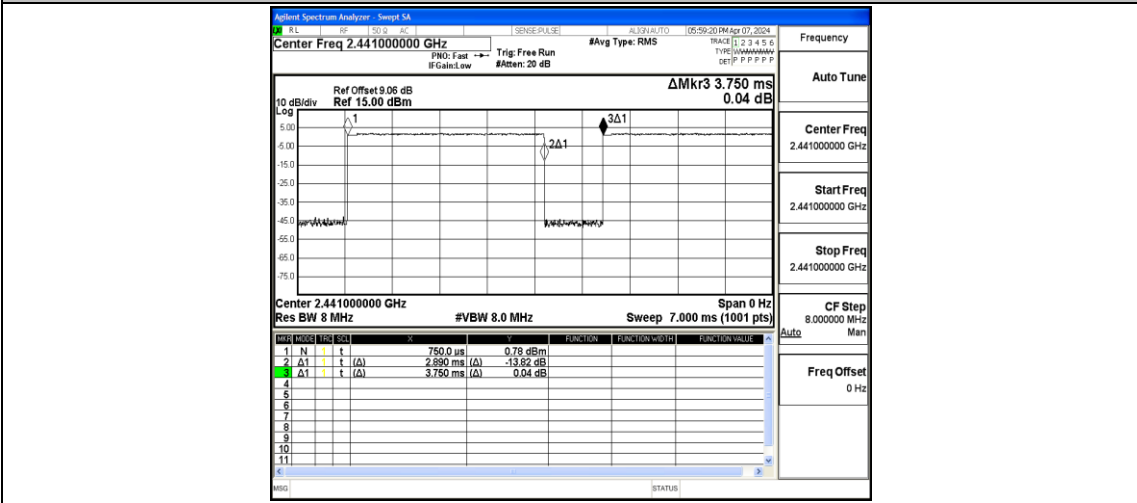 Agilent Spectrum Analyzer - Swept SA
RL RF 50 Ω AC SENSE:PULSE ALIGN AUTO 05:59:20 PM Apr 07, 2024
Center Freq 2.441000000 GHz #Avg Type: RMS TRACE 1 2 3 4 5 6
PNO: Fast Trig: Free Run TYPE WWWWWW
IFGain:Low #Atten: 20 dB DET P P P P P P
Frequency
ΔMkr3 3.750 ms
0.04 dB
Ref Offset 9.06 dB
10 dB/div Ref 15.00 dBm
Log
5.00
-5.00
-15.0
-25.0
-35.0
-45.0
-55.0
-65.0
-75.0
1
2Δ1
3Δ1
Center 2.441000000 GHz Span 0 Hz
Res BW 8 MHz #VBW 8.0 MHz Sweep 7.000 ms (1001 pts)
MKR MODE TRC SCL X Y FUNCTION FUNCTION WIDTH FUNCTION VALUE
1 N 1 t 750.0 us 0.78 dBm
2 Δ1 1 t (Δ) 2.890 ms (Δ) -13.82 dB
3 Δ1 1 t (Δ) 3.750 ms (Δ) 0.04 dB
4
5
6
7
8
9
10
11
MSG STATUS
Auto Tune
Center Freq
2.441000000 GHz
Start Freq
2.441000000 GHz
Stop Freq
2.441000000 GHz
CF Step
8.000000 MHz
Auto Man
Freq Offset
0 Hz